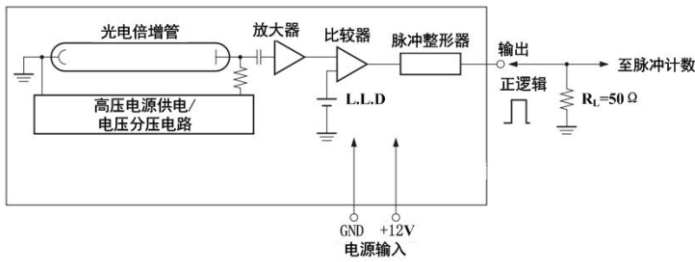 光电倍增管
放大器
比较器
脉冲整形器
输出
至脉冲计数
正逻辑
高压电源供电/
电压分压电路
L.L.D
RL=50 Ω
GND +12V
电源输入